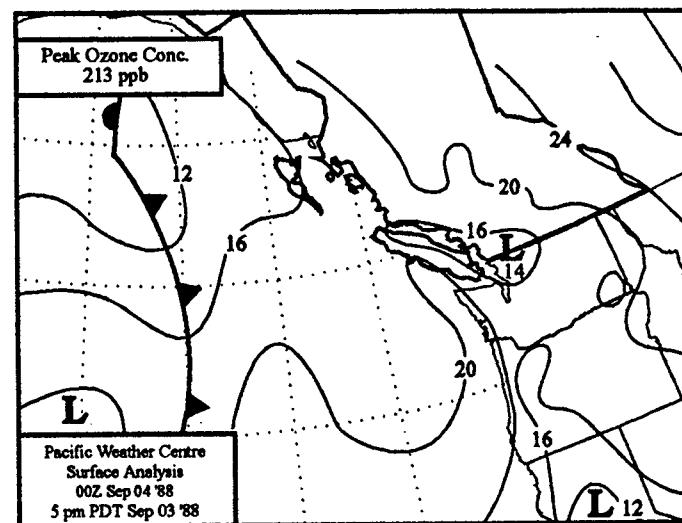 Peak Ozone Conc.
213 ppb
24
12
20
16
16
L
14
20
L
16
L
12
Pacific Weather Centre
Surface Analysis
00Z Sep 04 '88
5 pm PDT Sep 03 '88